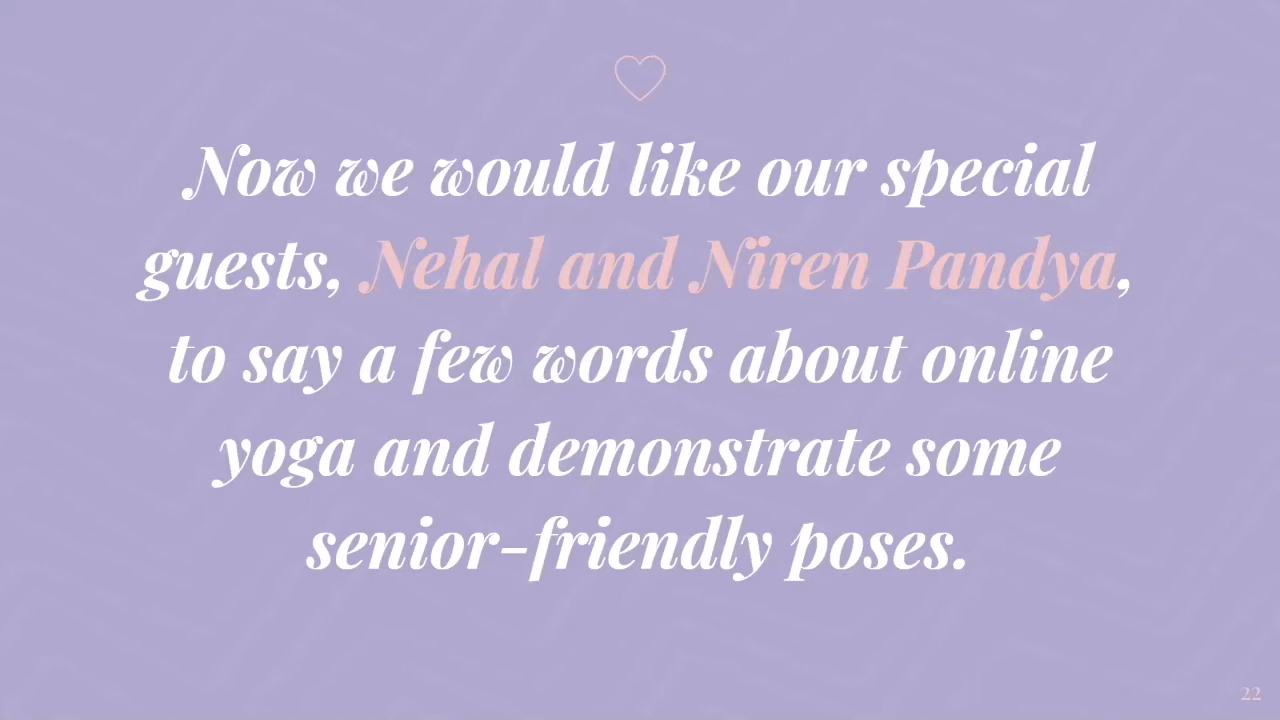 Now we would like our special
guests, Nehal and Niren Pandya,
to say a few words about online
yoga and demonstrate some
senior-friendly poses.
22